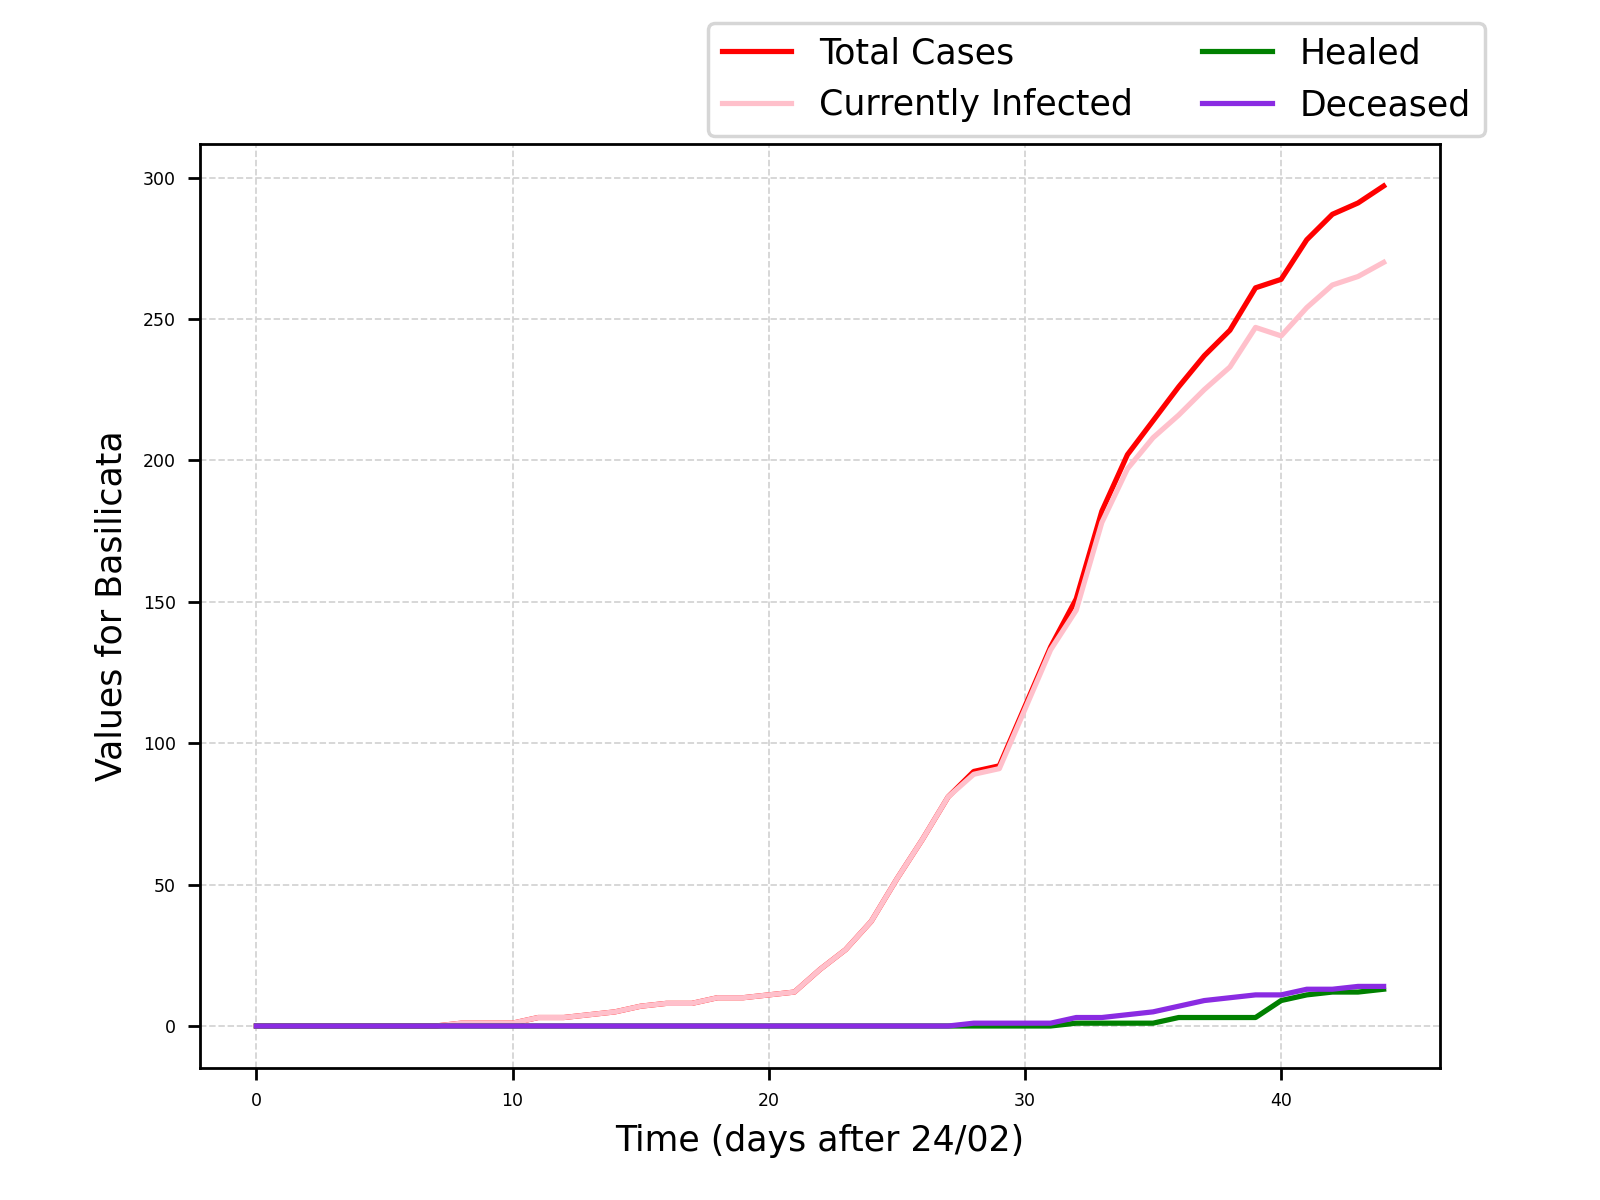 Total Cases
Currently Infected
Healed
Deceased
300
250
200
150
100
50
0
Values for Basilicata
0 10 20 30 40
Time (days after 24/02)